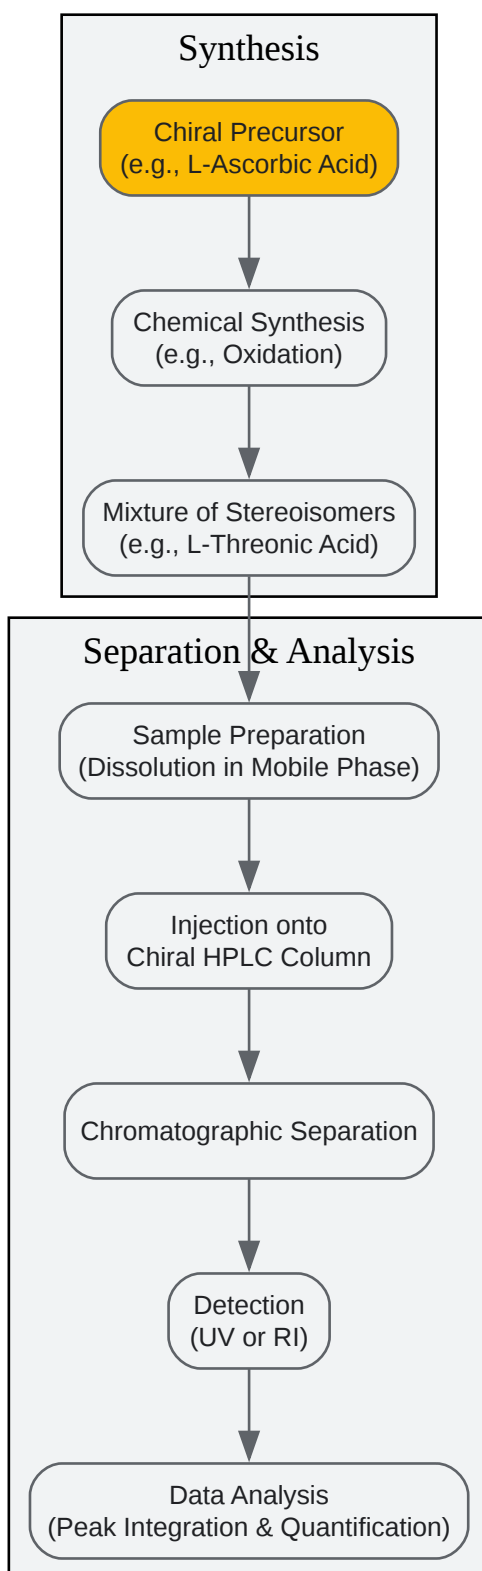 Synthesis
Chiral Precursor
(e.g., L-Ascorbic Acid)
Chemical Synthesis
(e.g., Oxidation)
Mixture of Stereoisomers
(e.g., L-Threonic Acid)
Separation & Analysis
Sample Preparation
(Dissolution in Mobile Phase)
Injection onto
Chiral HPLC Column
Chromatographic Separation
Detection
(UV or RI)
Data Analysis
(Peak Integration & Quantification)